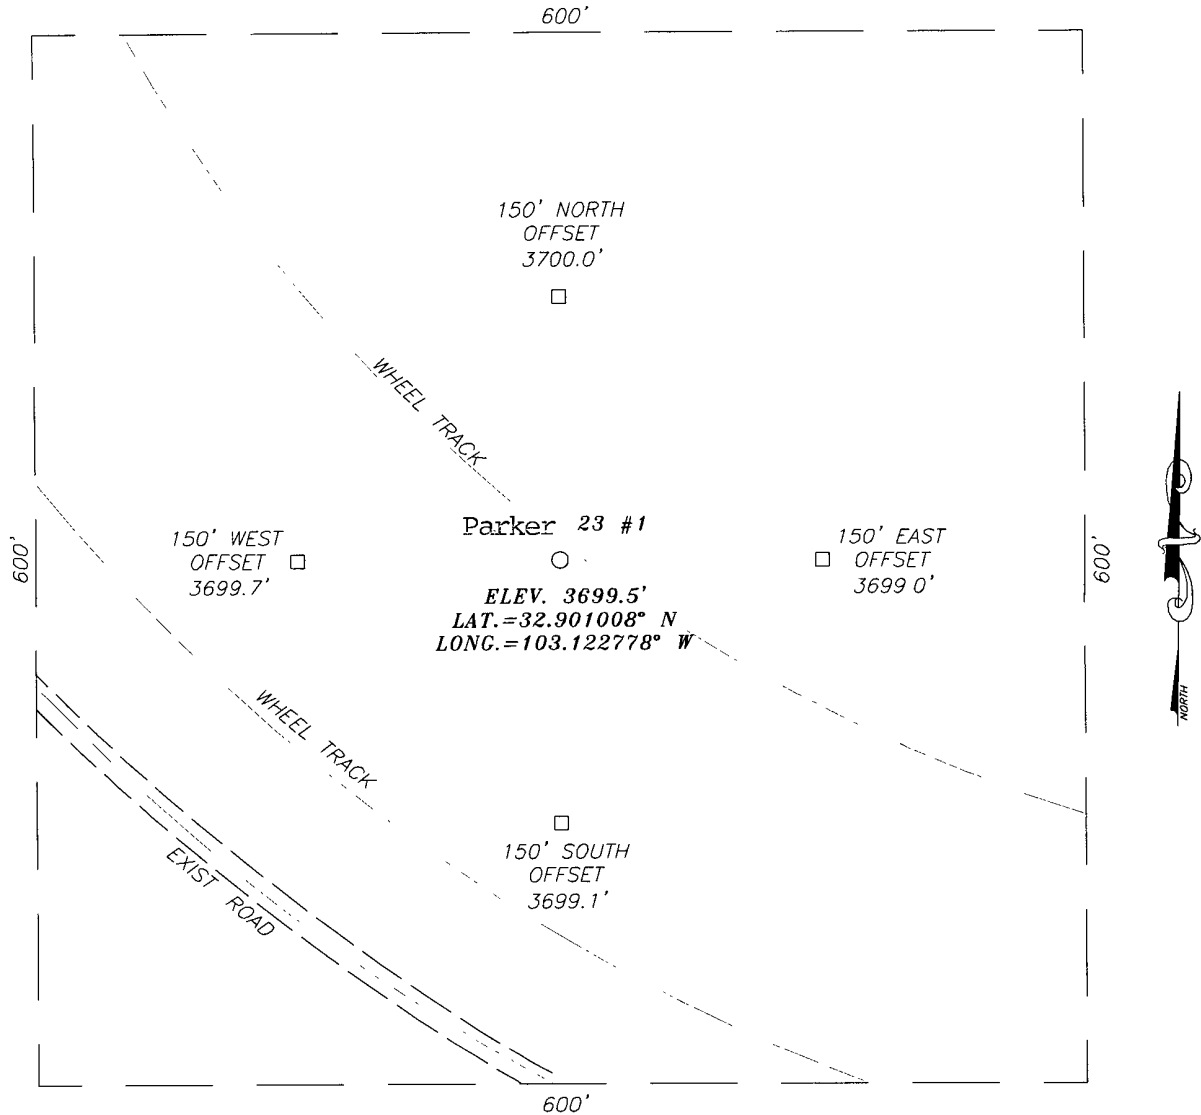 600'
150' NORTH
OFFSET
3700.0'
WHEEL TRACK
Parker 23 #1
150' WEST
OFFSET
3699.7'
150' EAST
OFFSET
3699 0'
600'
600'
ELEV. 3699.5'
LAT.=32.901008° N
LONG.=103.122778° W
NORTH
WHEEL TRACK
150' SOUTH
OFFSET
3699.1'
EXIST ROAD
600'